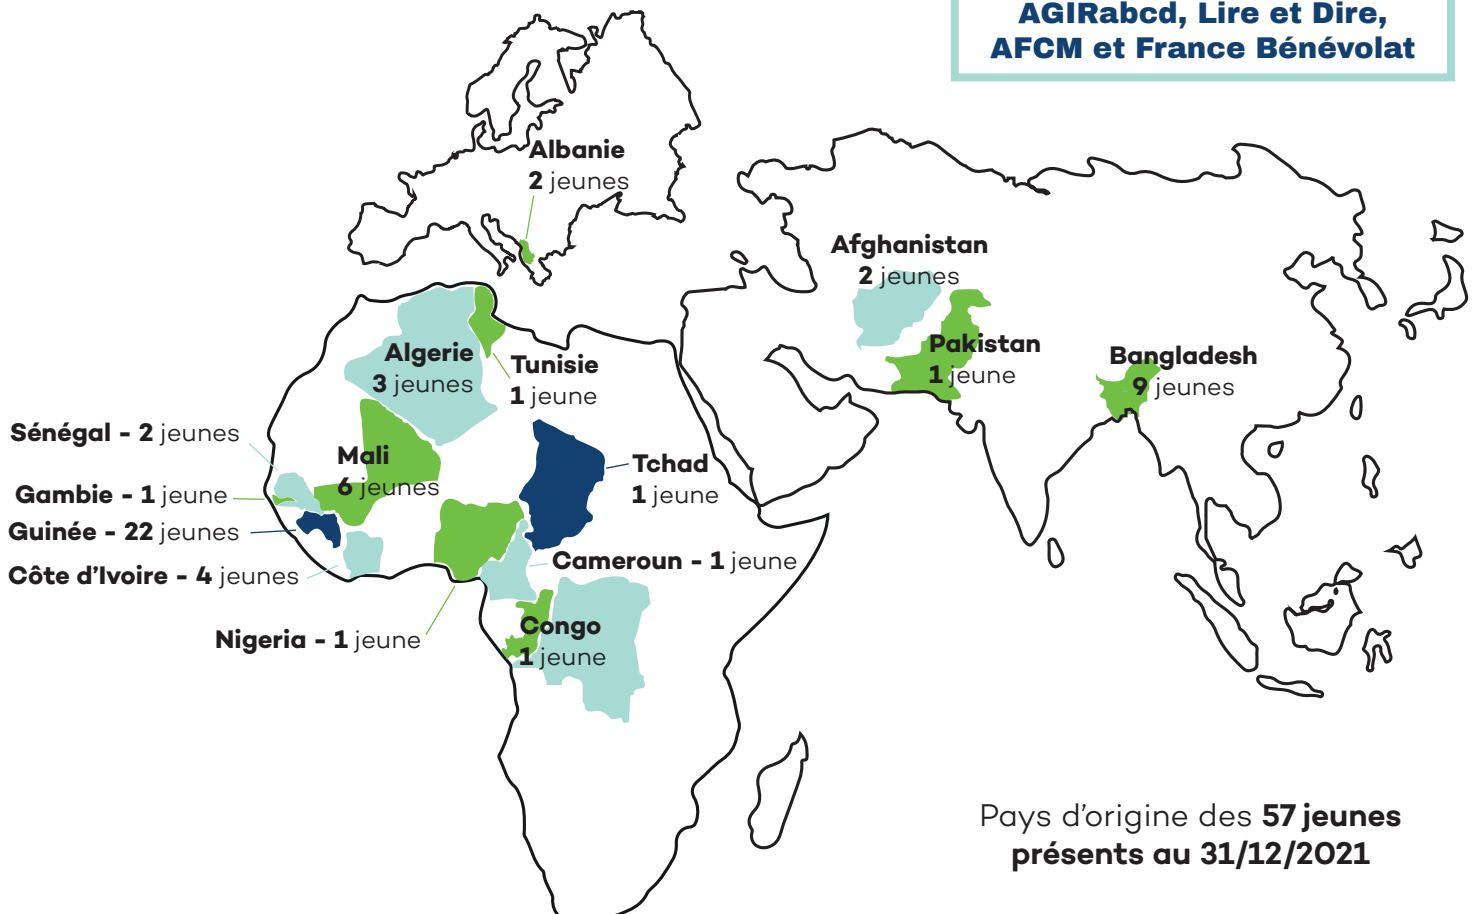 AGIRabcd, Lire et Dire,
AFCM et France Bénévolat
Albanie
2 jeunes
Afghanistan
2 jeunes
Pakistan
1 jeune
Bangladesh
9 jeunes
Algerie
3 jeunes
Tunisie
1 jeune
Sénégal - 2 jeunes
Mali
6 jeunes
Tchad
1 jeune
Gambie - 1 jeune
Guinée - 22 jeunes
Côte d’Ivoire - 4 jeunes
Cameroun - 1 jeune
Nigeria - 1 jeune
Congo
1 jeune
Pays d’origine des 57 jeunes
présents au 31/12/2021